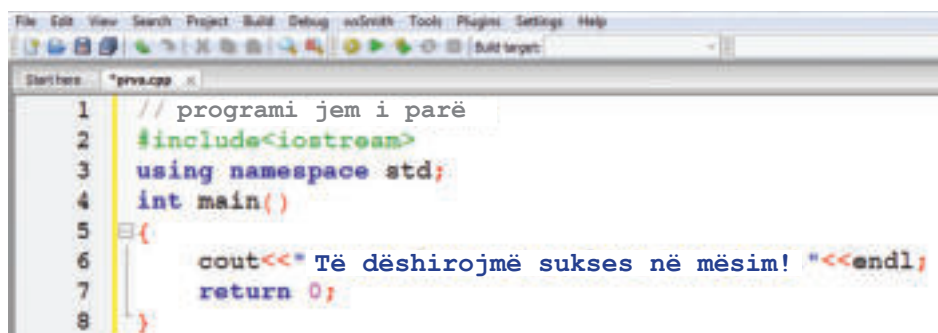 File Edit View Search Project Build Debug wxSmith Tools Plugins Settings Help
Build target:
Start here *prva.cpp
1 // programi jem i parë
2 #include<iostream>
3 using namespace std;
4 int main()
5 {
6 cout<<" Të dëshirojmë sukses në mësim! "<<endl;
7 return 0;
8 }